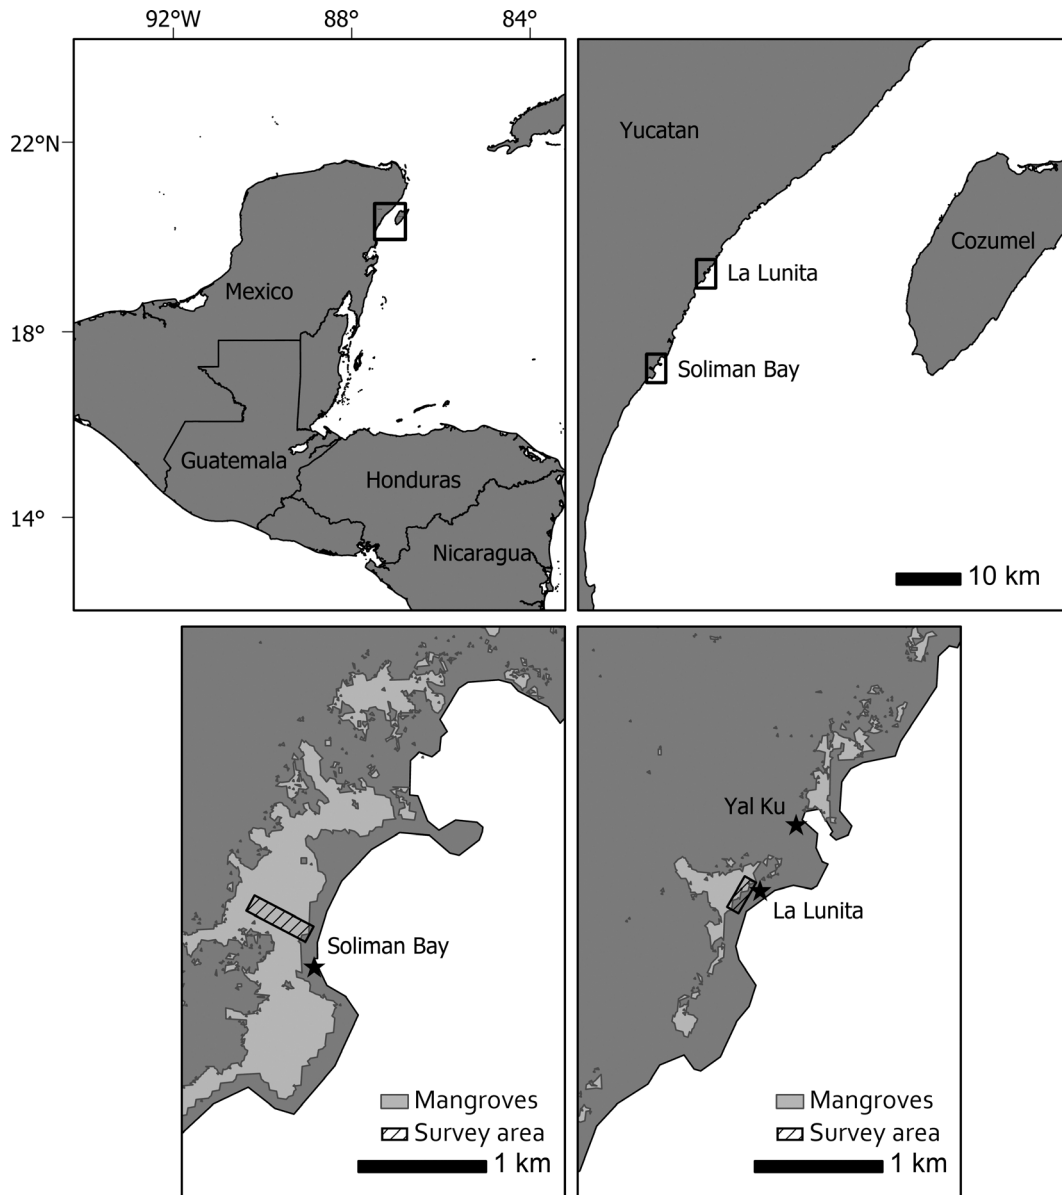 92°W
88°
84°
22°N
18°
14°
Mexico
Guatemala
Honduras
Nicaragua
Yucatan
Cozumel
La Lunita
Soliman Bay
10 km
Soliman Bay
Mangroves
Survey area
1 km
Yal Ku
La Lunita
Mangroves
Survey area
1 km